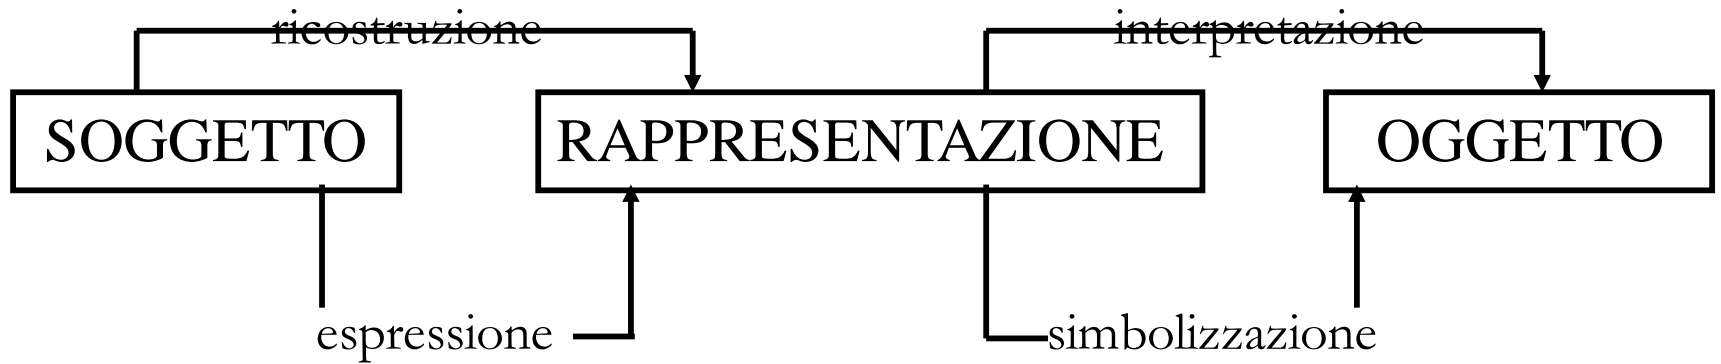 ricostruzione interpretazione
SOGGETTO RAPPRESENTAZIONE OGGETTO
espressione simbolizzazione